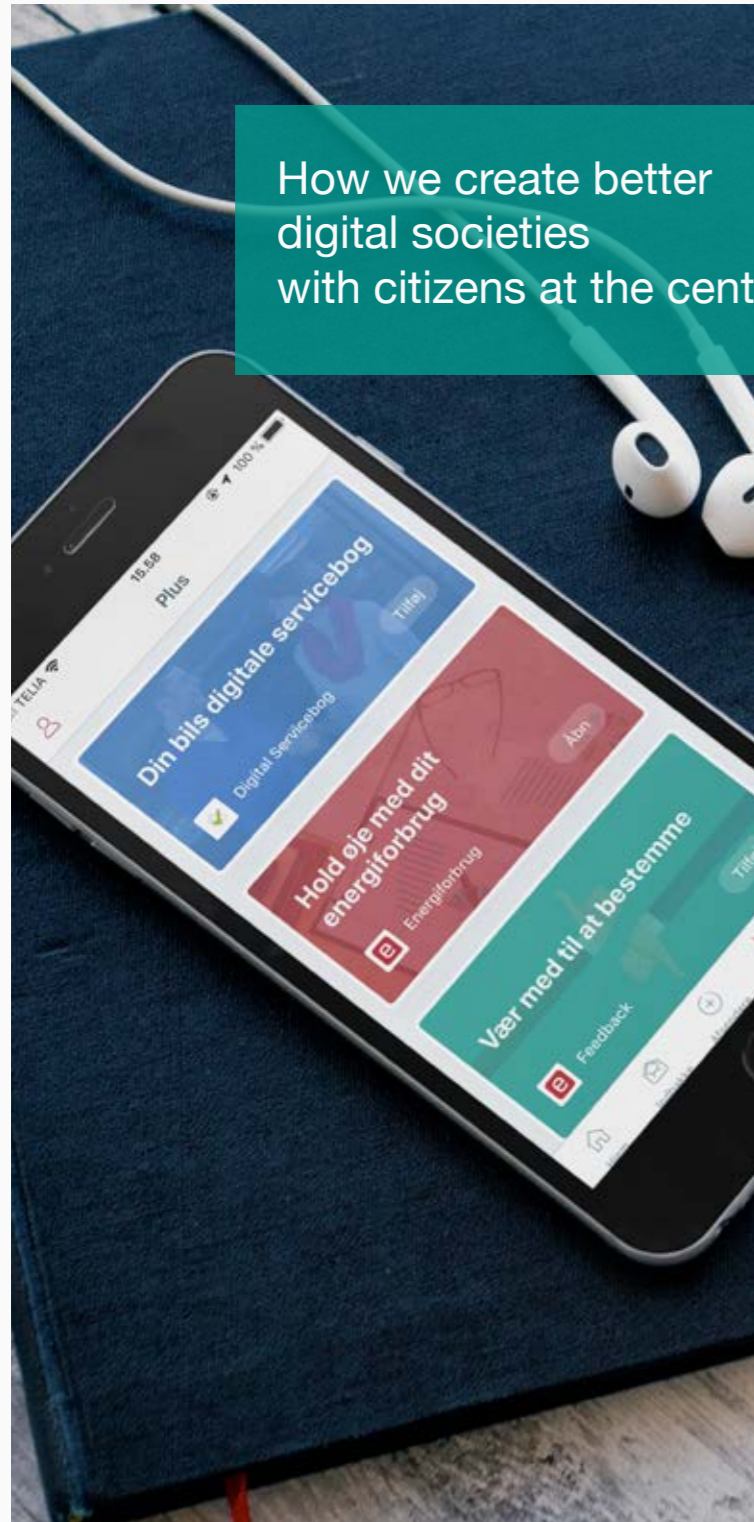 How we create better
digital societies
with citizens at the cent
TELIA
15.58
100 %
Plus
Din bils digitale servicebog
Tilføj
Digital Servicebog
Hold øje med dit
energiforbrug
Åbn
e
Energiforbrug
Vær med til at bestemme
e
Feedback